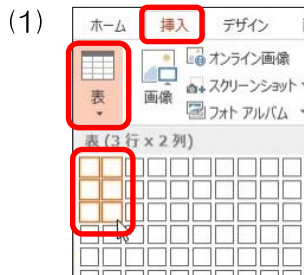 (1)
ホーム 挿入 デザイン
表
画像
オンライン画像
スクリーンショット
フォト アルバム
表 (3 行 x 2 列)